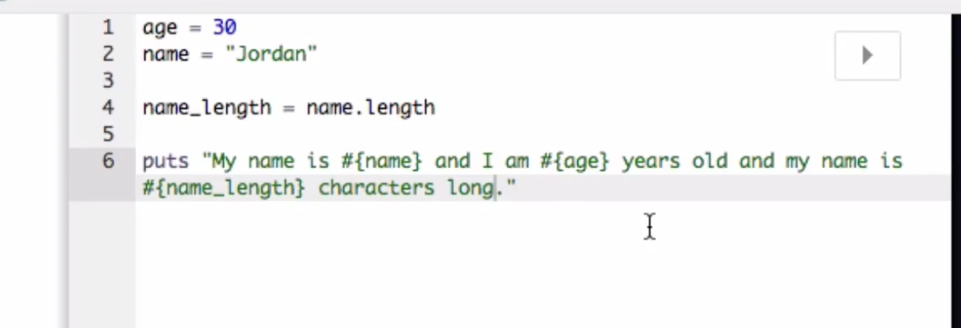 1 age = 30
2 name = "Jordan"
3
4 name_length = name.length
5
6 puts "My name is #{name} and I am #{age} years old and my name is
#{name_length} characters long."